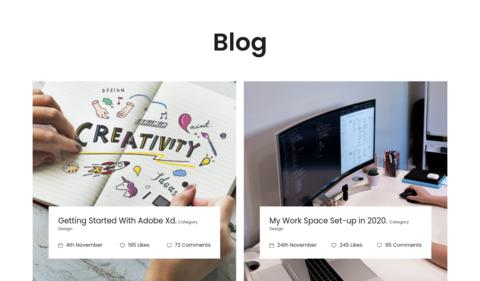 Blog
DESIGN
paint
CREATIVITY
Ideas
Getting Started With Adobe Xd. Category
Design
4th November 195 Likes 72 Comments
My Work Space Set-up in 2020. Category
Design
24th November 245 Likes 95 Comments